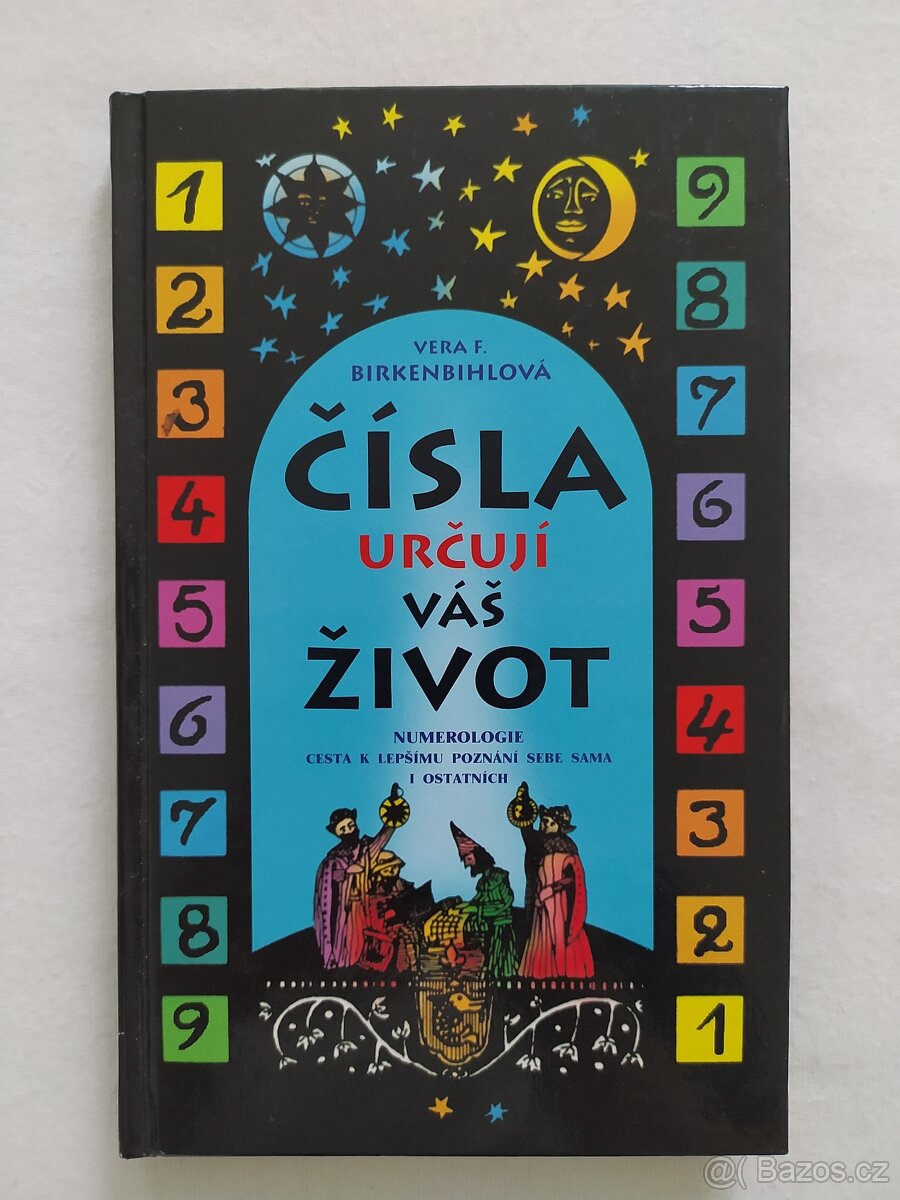 1
2
3
4
5
6
7
8
9
9
8
7
6
5
4
3
2
1
VERA F.
BIRKENBIHLOVÁ
ČÍSLA
URČUJÍ
VÁŠ
ŽIVOT
NUMEROLOGIE
CESTA K LEPŠÍMU POZNÁNÍ SEBE SAMA
I OSTATNÍCH
@( Bazos.cz